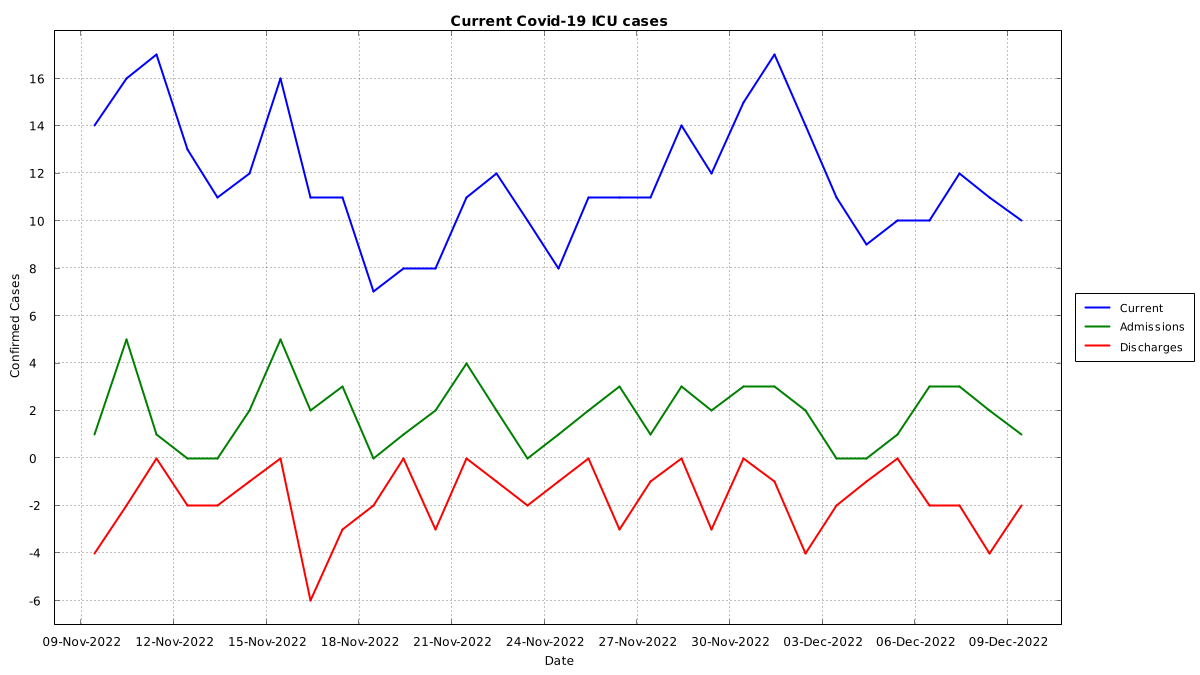 Current Covid-19 ICU cases
16
14
12
10
8
6
4
2
0
-2
-4
-6
Confirmed Cases
09-Nov-2022 12-Nov-2022 15-Nov-2022 18-Nov-2022 21-Nov-2022 24-Nov-2022 27-Nov-2022 30-Nov-2022 03-Dec-2022 06-Dec-2022 09-Dec-2022
Date
Current
Admissions
Discharges